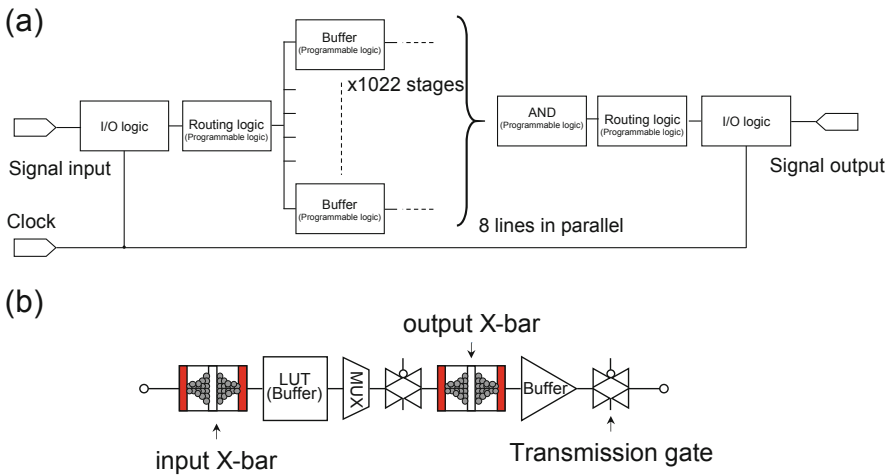 (a)
Buffer
(Programmable logic)
x1022 stages
I/O logic
Routing logic
(Programmable logic)
AND
(Programmable logic)
Routing logic
(Programmable logic)
I/O logic
Signal input
Signal output
Buffer
(Programmable logic)
8 lines in parallel
Clock
(b)
output X-bar
LUT
(Buffer)
MUX
Buffer
input X-bar
Transmission gate